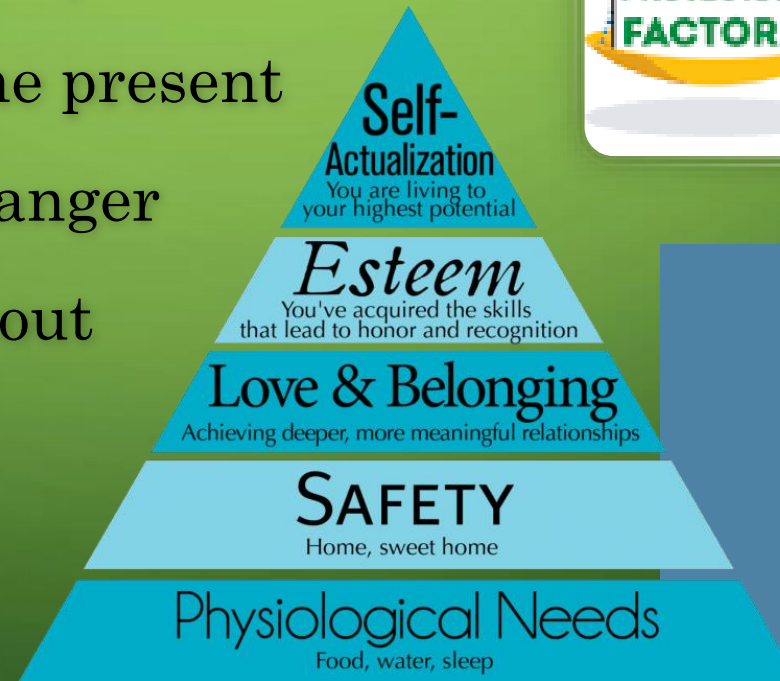 he present
anger
out
FACTOR
Self-
Actualization
You are living to
your highest potential
Esteem
You've acquired the skills
that lead to honor and recognition
Love & Belonging
Achieving deeper, more meaningful relationships
SAFETY
Home, sweet home
Physiological Needs
Food, water, sleep